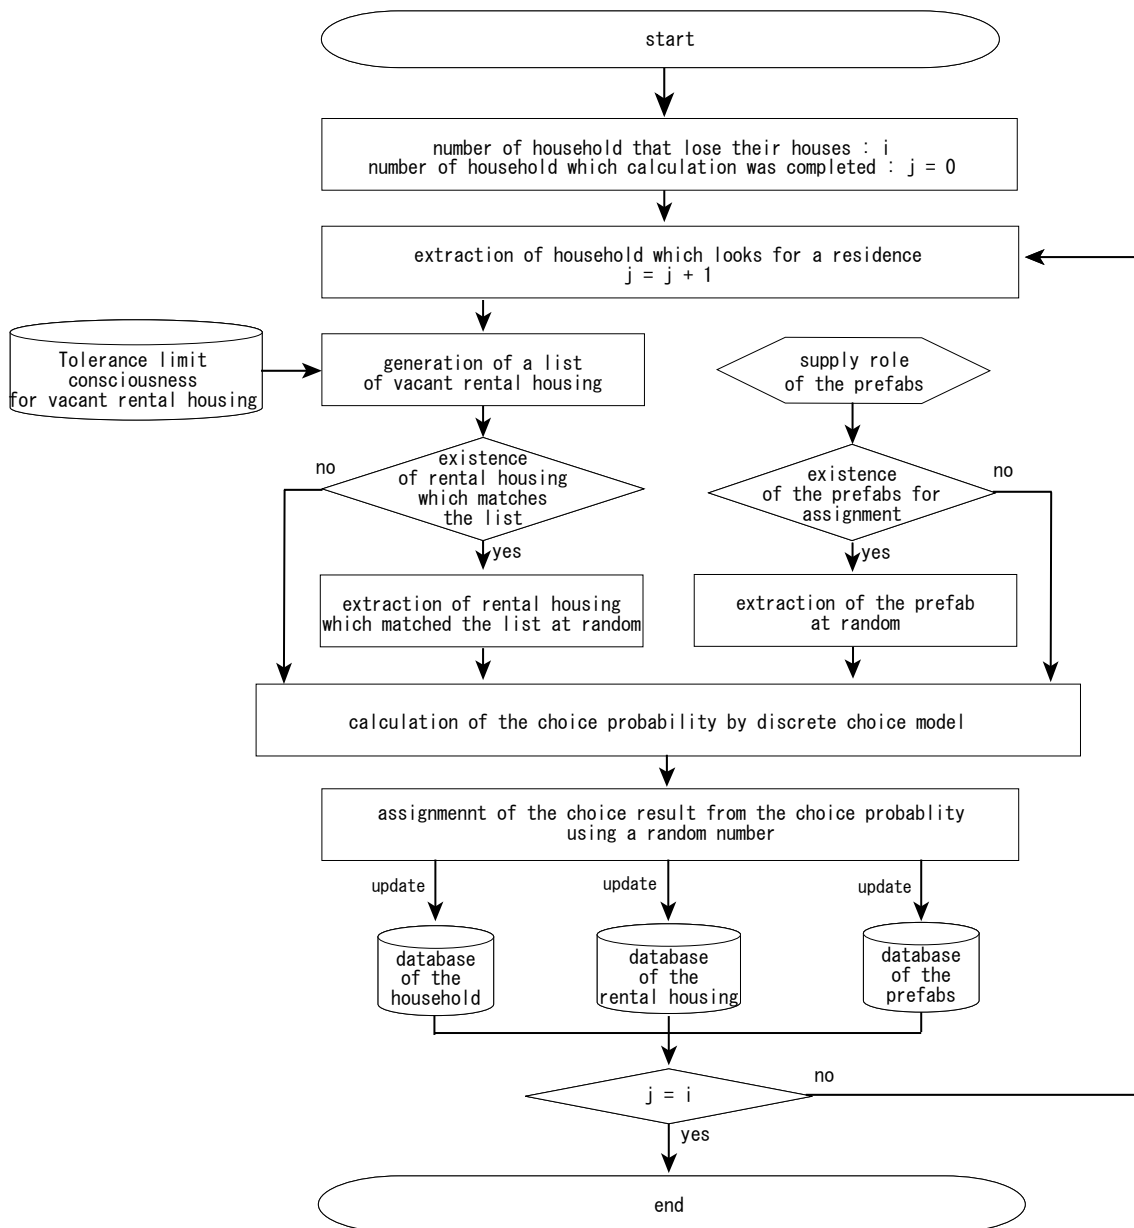 start
number of household that lose their houses : i
number of household which calculation was completed : j = 0
extraction of household which looks for a residence
j = j + 1
Tolerance limit
consciousness
for vacant rental housing
generation of a list
of vacant rental housing
supply role
of the prefabs
no
existence
of rental housing
which matches
the list
yes
existence
of the prefabs for
assignment
no
yes
extraction of rental housing
which matched the list at random
extraction of the prefab
at random
calculation of the choice probability by discrete choice model
assignmennt of the choice result from the choice probablity
using a random number
update
update
update
database
of the
household
database
of the
rental housing
database
of the
prefabs
j = i
no
yes
end